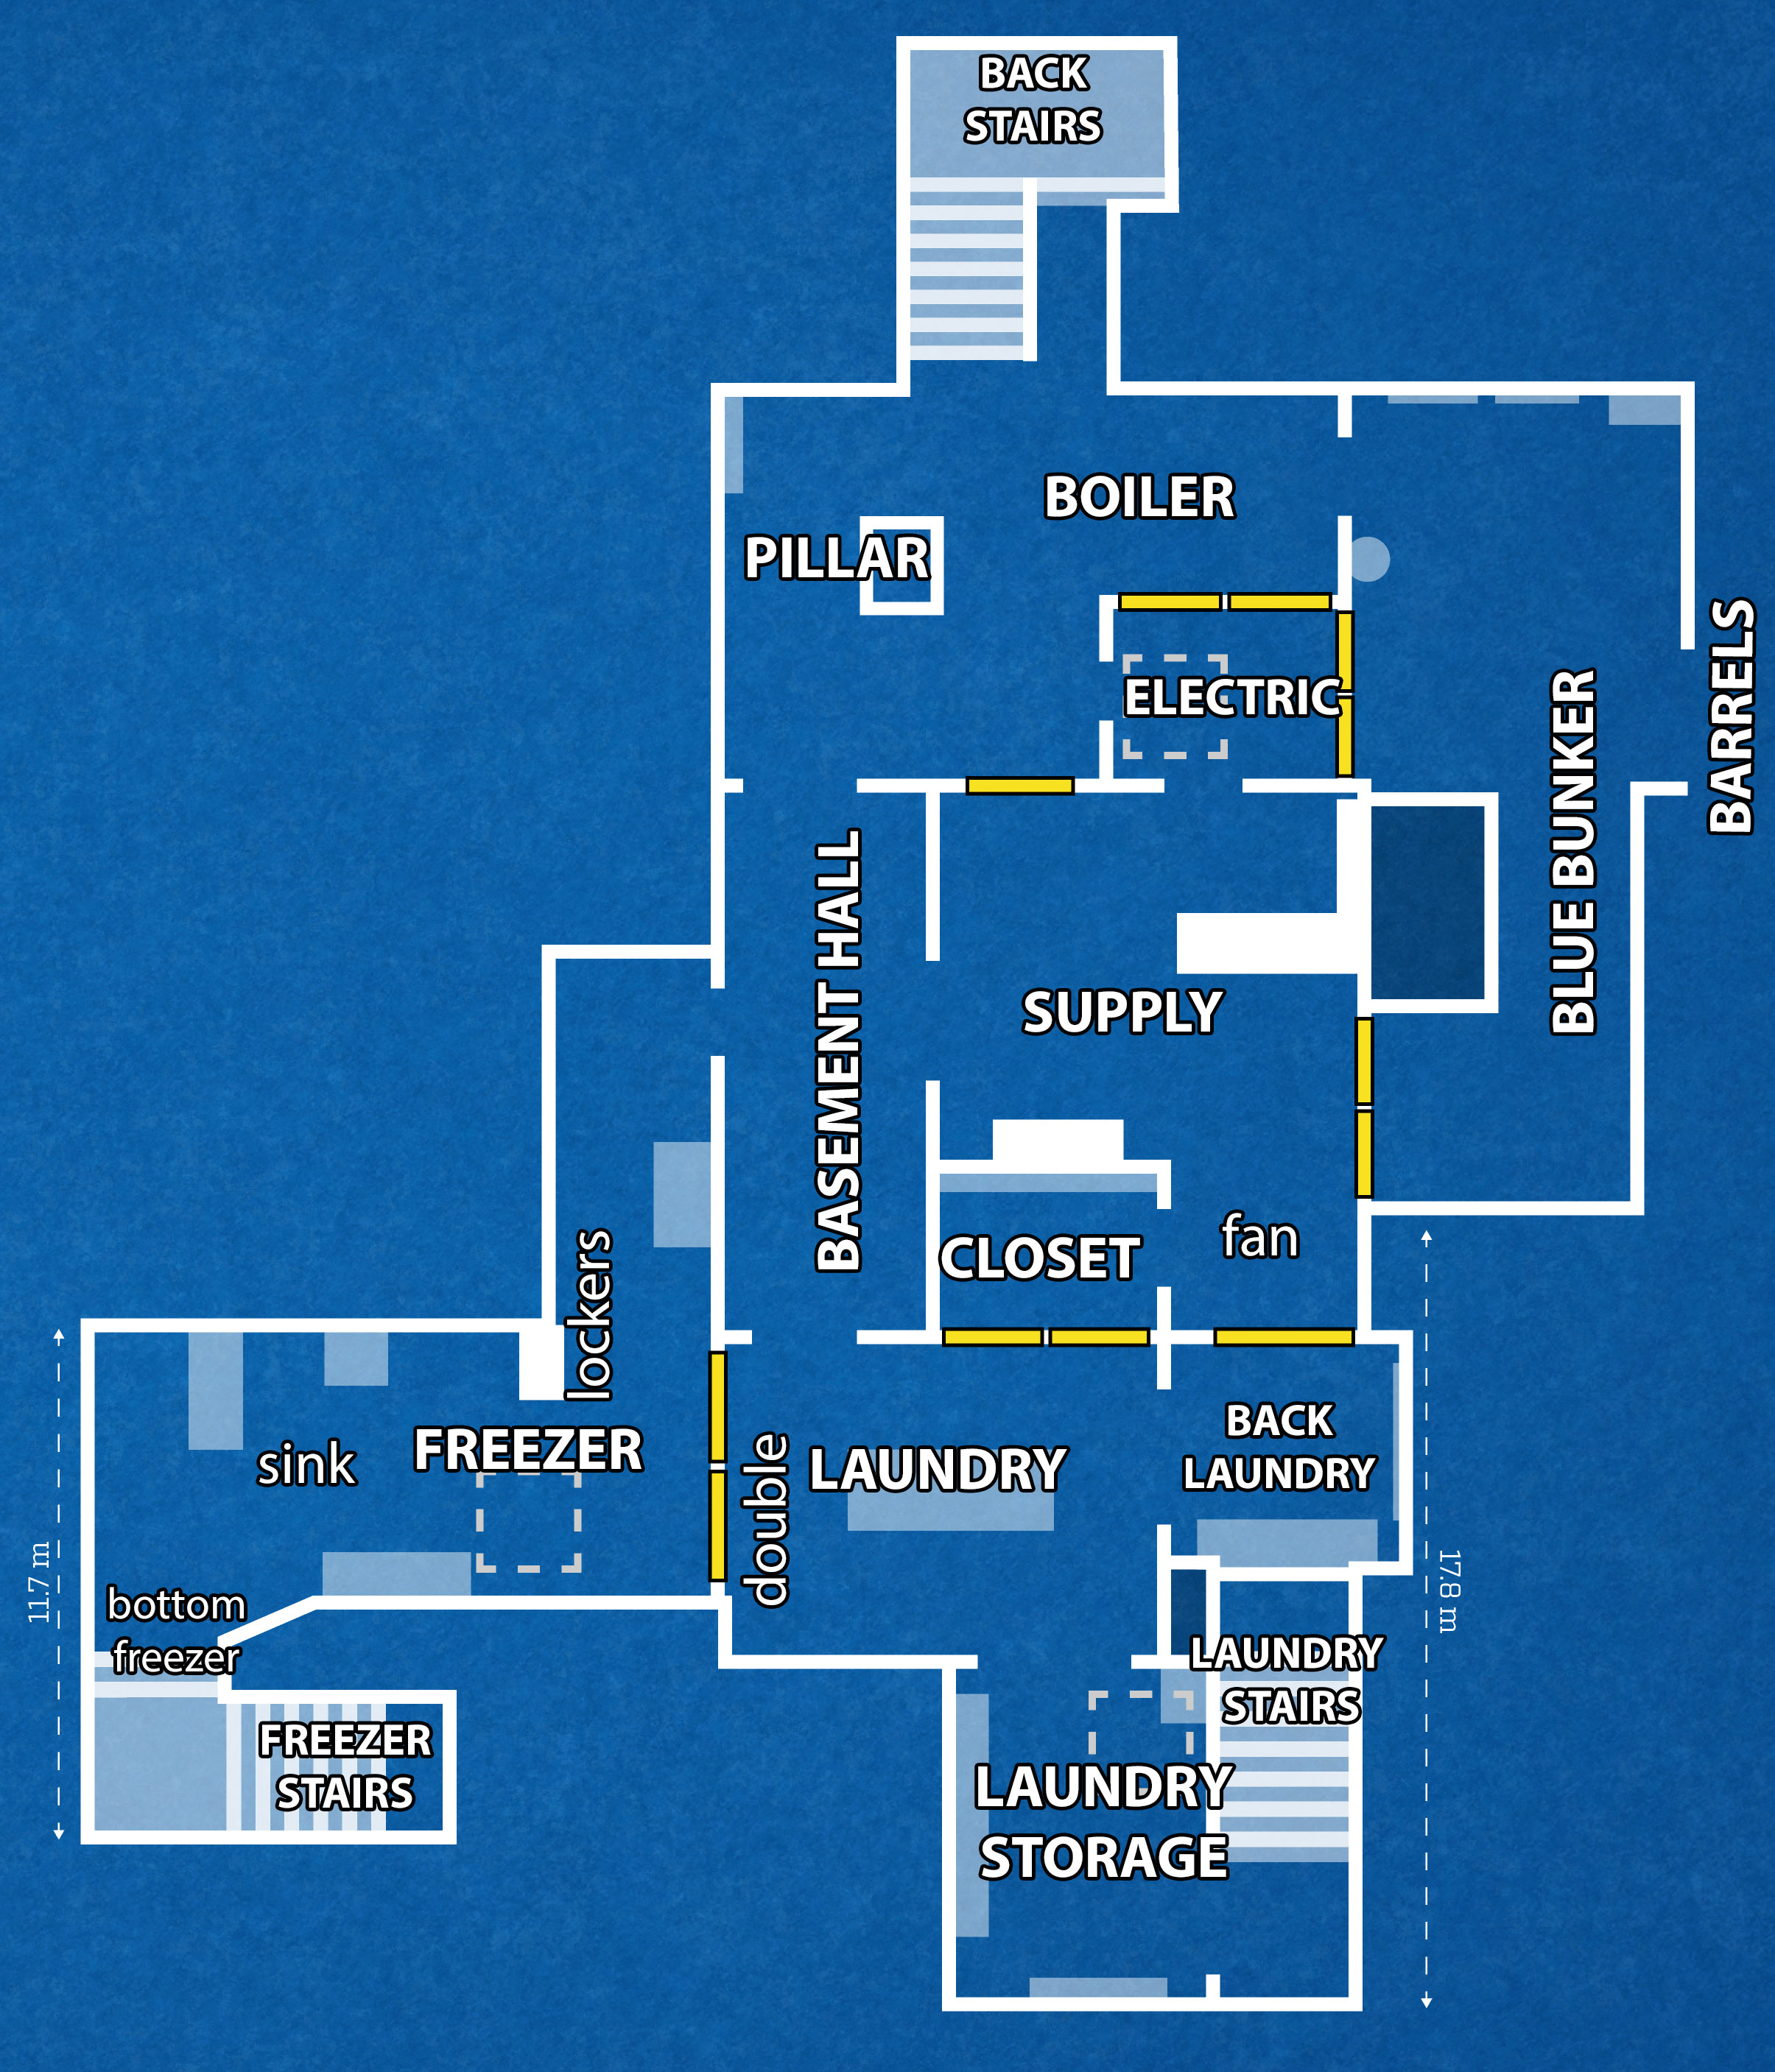 BACK
STAIRS
BOILER
PILLAR
ELECTRIC
BARRELS
BLUE BUNKER
BASEMENT HALL
SUPPLY
CLOSET
fan
lockers
FREEZER
sink
double
LAUNDRY
BACK
LAUNDRY
11.7 m
17.8 m
bottom
freezer
FREEZER
STAIRS
LAUNDRY
STAIRS
LAUNDRY
STORAGE